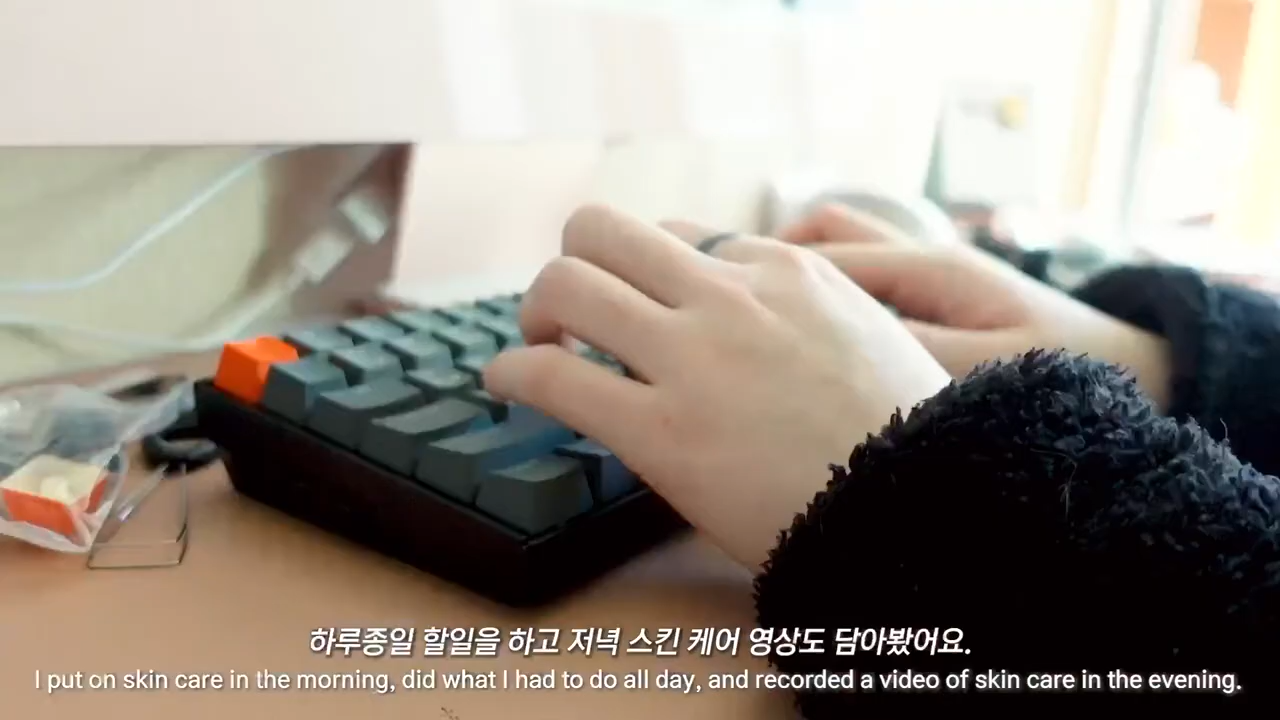 하루종일 할일을 하고 저녁 스킨 케어 영상도 담아봤어요.
I put on skin care in the morning, did what I had to do all day, and recorded a video of skin care in the evening.